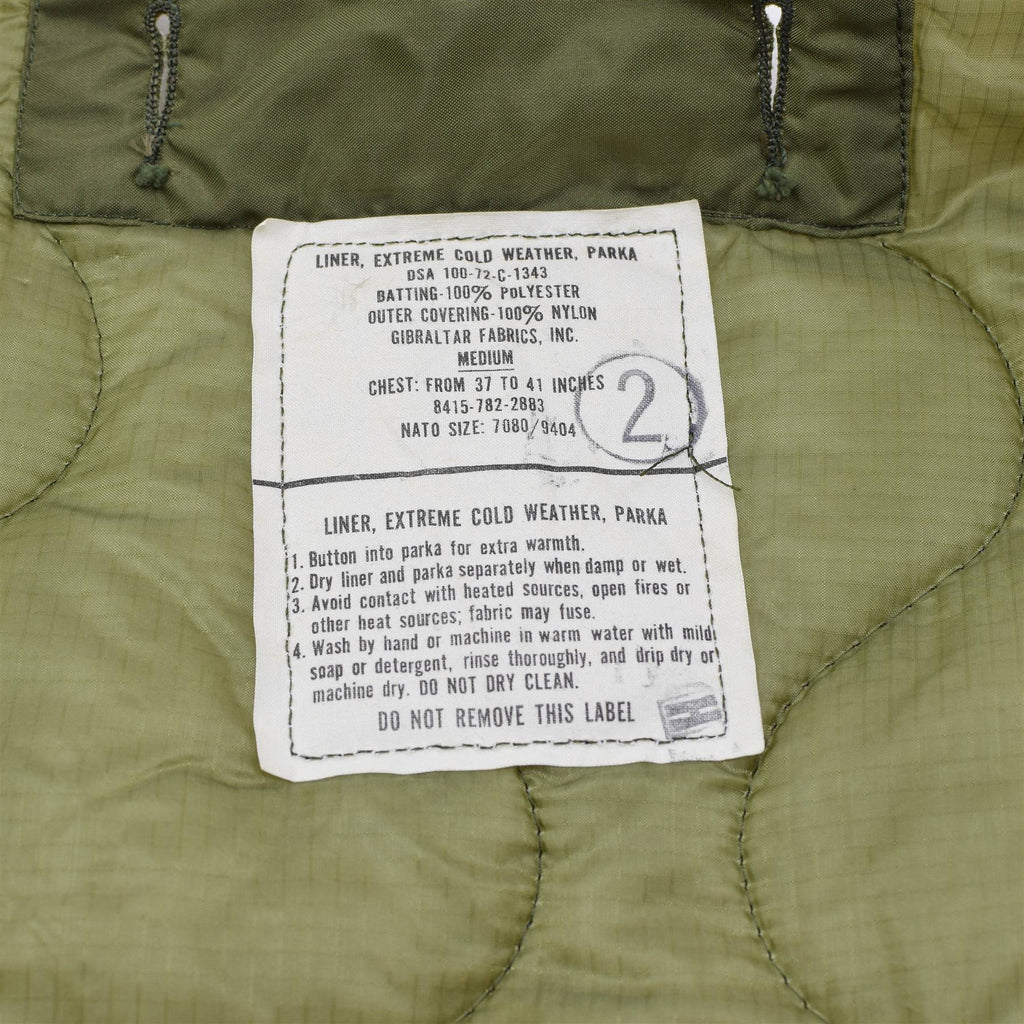 LINER, EXTREME COLD WEATHER, PARKA
DSA 100-72-C-1343
BATTING-100% POLYESTER
OUTER COVERING-100% NYLON
GIBRALTAR FABRICS, INC.
MEDIUM
CHEST: FROM 37 TO 41 INCHES
8415-782-2883
NATO SIZE: 7080/9404
2
LINER, EXTREME COLD WEATHER, PARKA
1. Button into parka for extra warmth.
2. Dry liner and parka separately when damp or wet.
3. Avoid contact with heated sources, open fires or
other heat sources; fabric may fuse.
4. Wash by hand or machine in warm water with mild
soap or detergent, rinse thoroughly, and drip dry or
machine dry. DO NOT DRY CLEAN.
DO NOT REMOVE THIS LABEL